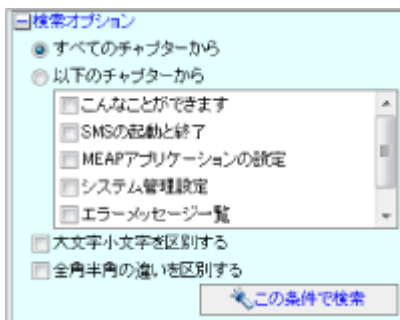 検索オプション
すべてのチャプターから
以下のチャプターから
こんなことができます
SMSの起動と終了
MEAPアプリケーションの設定
システム管理設定
エラーメッセージ一覧
大文字小文字を区別する
全角半角の違いを区別する
この条件で検索